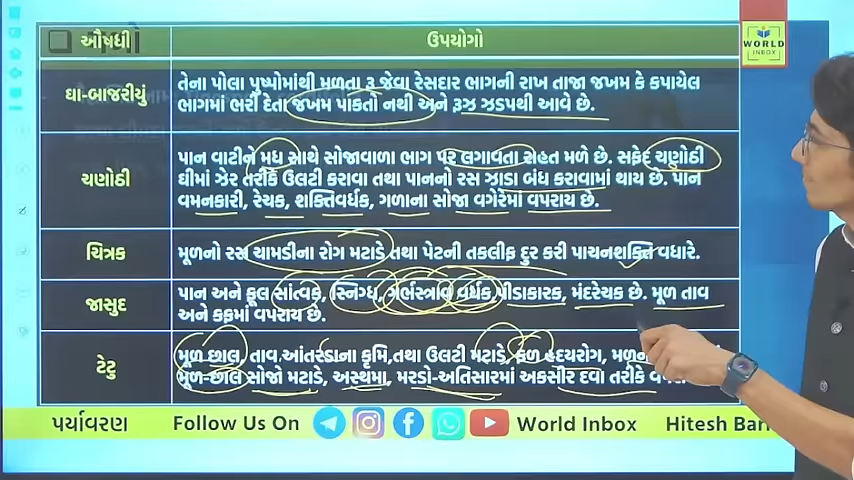 ઔષધી ઉપયોગો
WORLD
INBOX
ઘા-બાજરીયું
તેના પોલા પુષ્પોમાંથી મળતા રૂ જેવા રેસદાર ભાગની રાખ તાજા જખમ કે કપાયેલ
ભાગમાં ભરી દેતા જખમ પાકતો નથી અને રૂઝ ઝડપથી આવે છે.
ચણોઠી
પાન વાટીને મધ સાથે સોજાવાળા ભાગ પર લગાવતા રાહત મળે છે. સફેદ ચણોઠી
ઘીમાં ઝેર તરીકે ઉલટી કરાવા તથા પાનનો રસ ઝાડા બંધ કરાવામાં થાય છે. પાન
વમનકારી, રેચક, શક્તિવર્ધક, ગળાના સોજા વગેરેમાં વપરાય છે.
ચિત્રક
મૂળનો રસ ચામડીના રોગ મટાડે તથા પેટની તકલીફ દુર કરી પાચનશક્તિ વધારે.
જાસુદ
પાન અને ફુલ સાંત્વક, સ્નિગ્ધ, ગર્ભસ્ત્રાવ વર્ધક,પીડાકારક, મંદરેચક છે. મૂળ તાવ
અને કફમાં વપરાય છે.
ટેટુ
મૂળ છાલ, તાવ,આંતરડાના કૃમિ,તથા ઉલટી મટાડે, ફળ હૃદયરોગ,
મૂળ-છાલ સોજો મટાડે, અસ્થમા, મરડો-અતિસારમાં અકસીર દવા તરીકે
પર્યાવરણ Follow Us On World Inbox Hitesh